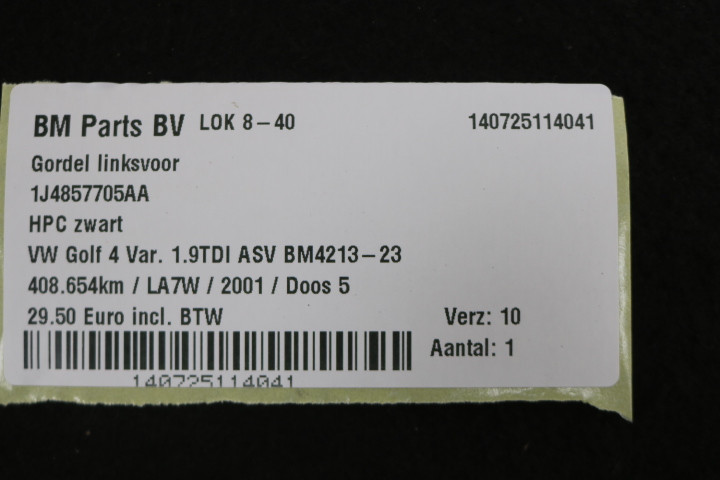 BM Parts BV LOK 8-40 140725114041
Gordel linksvoor
1J4857705AA
HPC zwart
VW Golf 4 Var. 1.9TDI ASV BM4213-23
408.654km / LA7W / 2001 / Doos 5
29.50 Euro incl. BTW Verz: 10
Aantal: 1
140725114041